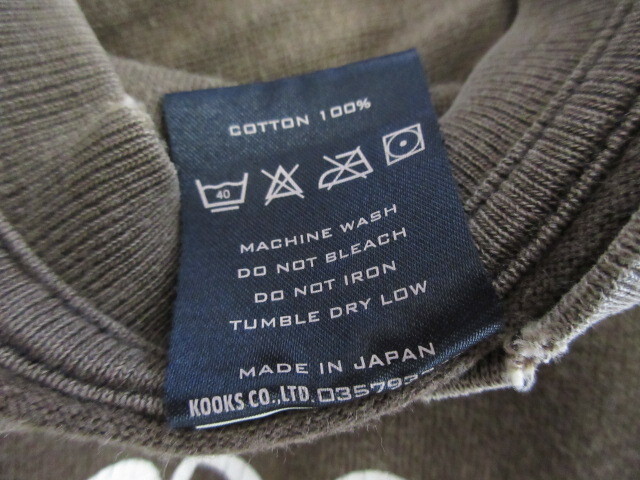 COTTON 100%
40
MACHINE WASH
DO NOT BLEACH
DO NOT IRON
TUMBLE DRY LOW
MADE IN JAPAN
KOOKS CO.,LTD.